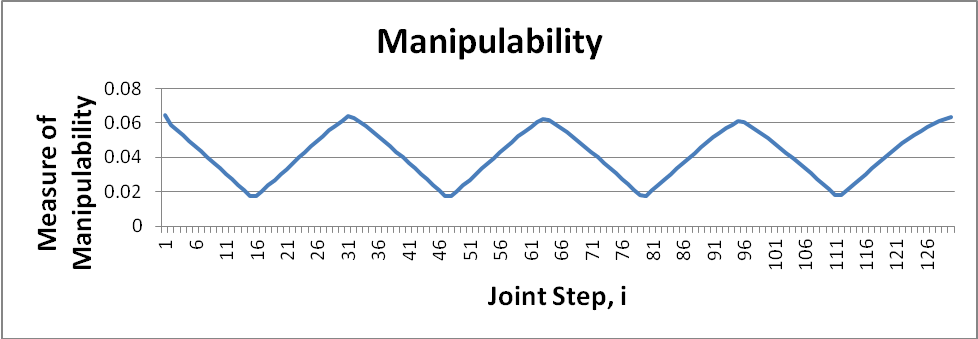 Manipulability
Measure of
Manipulability
0.08
0.06
0.04
0.02
0
1 6 11 16 21 26 31 36 41 46 51 56 61 66 71 76 81 86 91 96 101 106 111 116 121 126
Joint Step, i